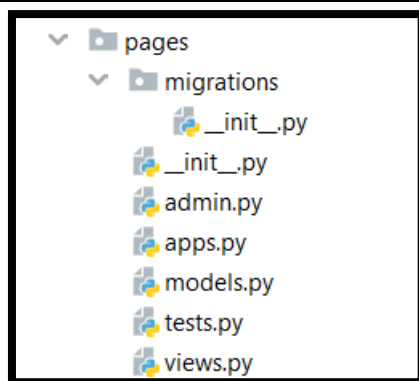 pages
migrations
__init__.py
__init__.py
admin.py
apps.py
models.py
tests.py
views.py